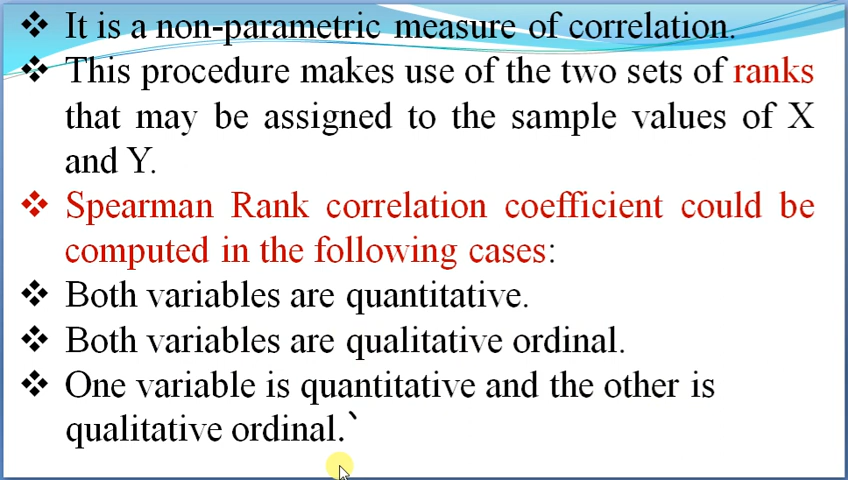 ❖ It is a non-parametric measure of correlation.
❖ This procedure makes use of the two sets of ranks
that may be assigned to the sample values of X
and Y.
❖ Spearman Rank correlation coefficient could be
computed in the following cases:
❖ Both variables are quantitative.
❖ Both variables are qualitative ordinal.
❖ One variable is quantitative and the other is
qualitative ordinal.`